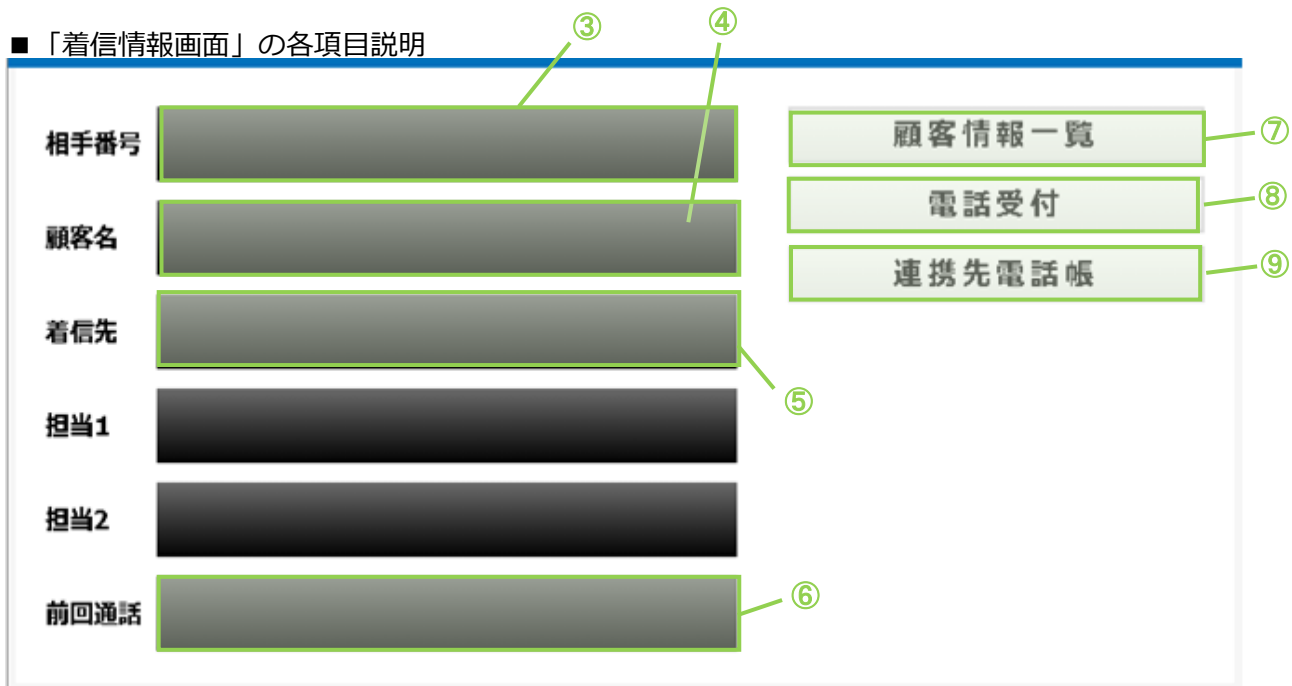 ③
④
■「着信情報画面」の各項目説明
相手番号
顧客情報一覧
⑦
電話受付
⑧
顧客名
連携先電話帳
⑨
着信先
⑤
担当1
担当2
前回通話
⑥